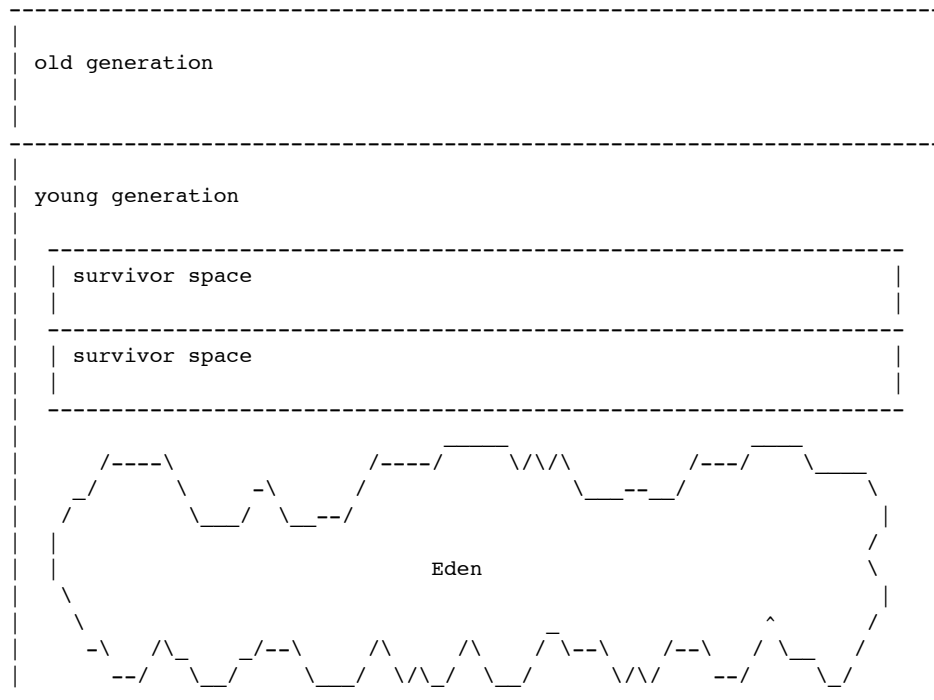 old generation
young generation
survivor space
survivor space
Eden